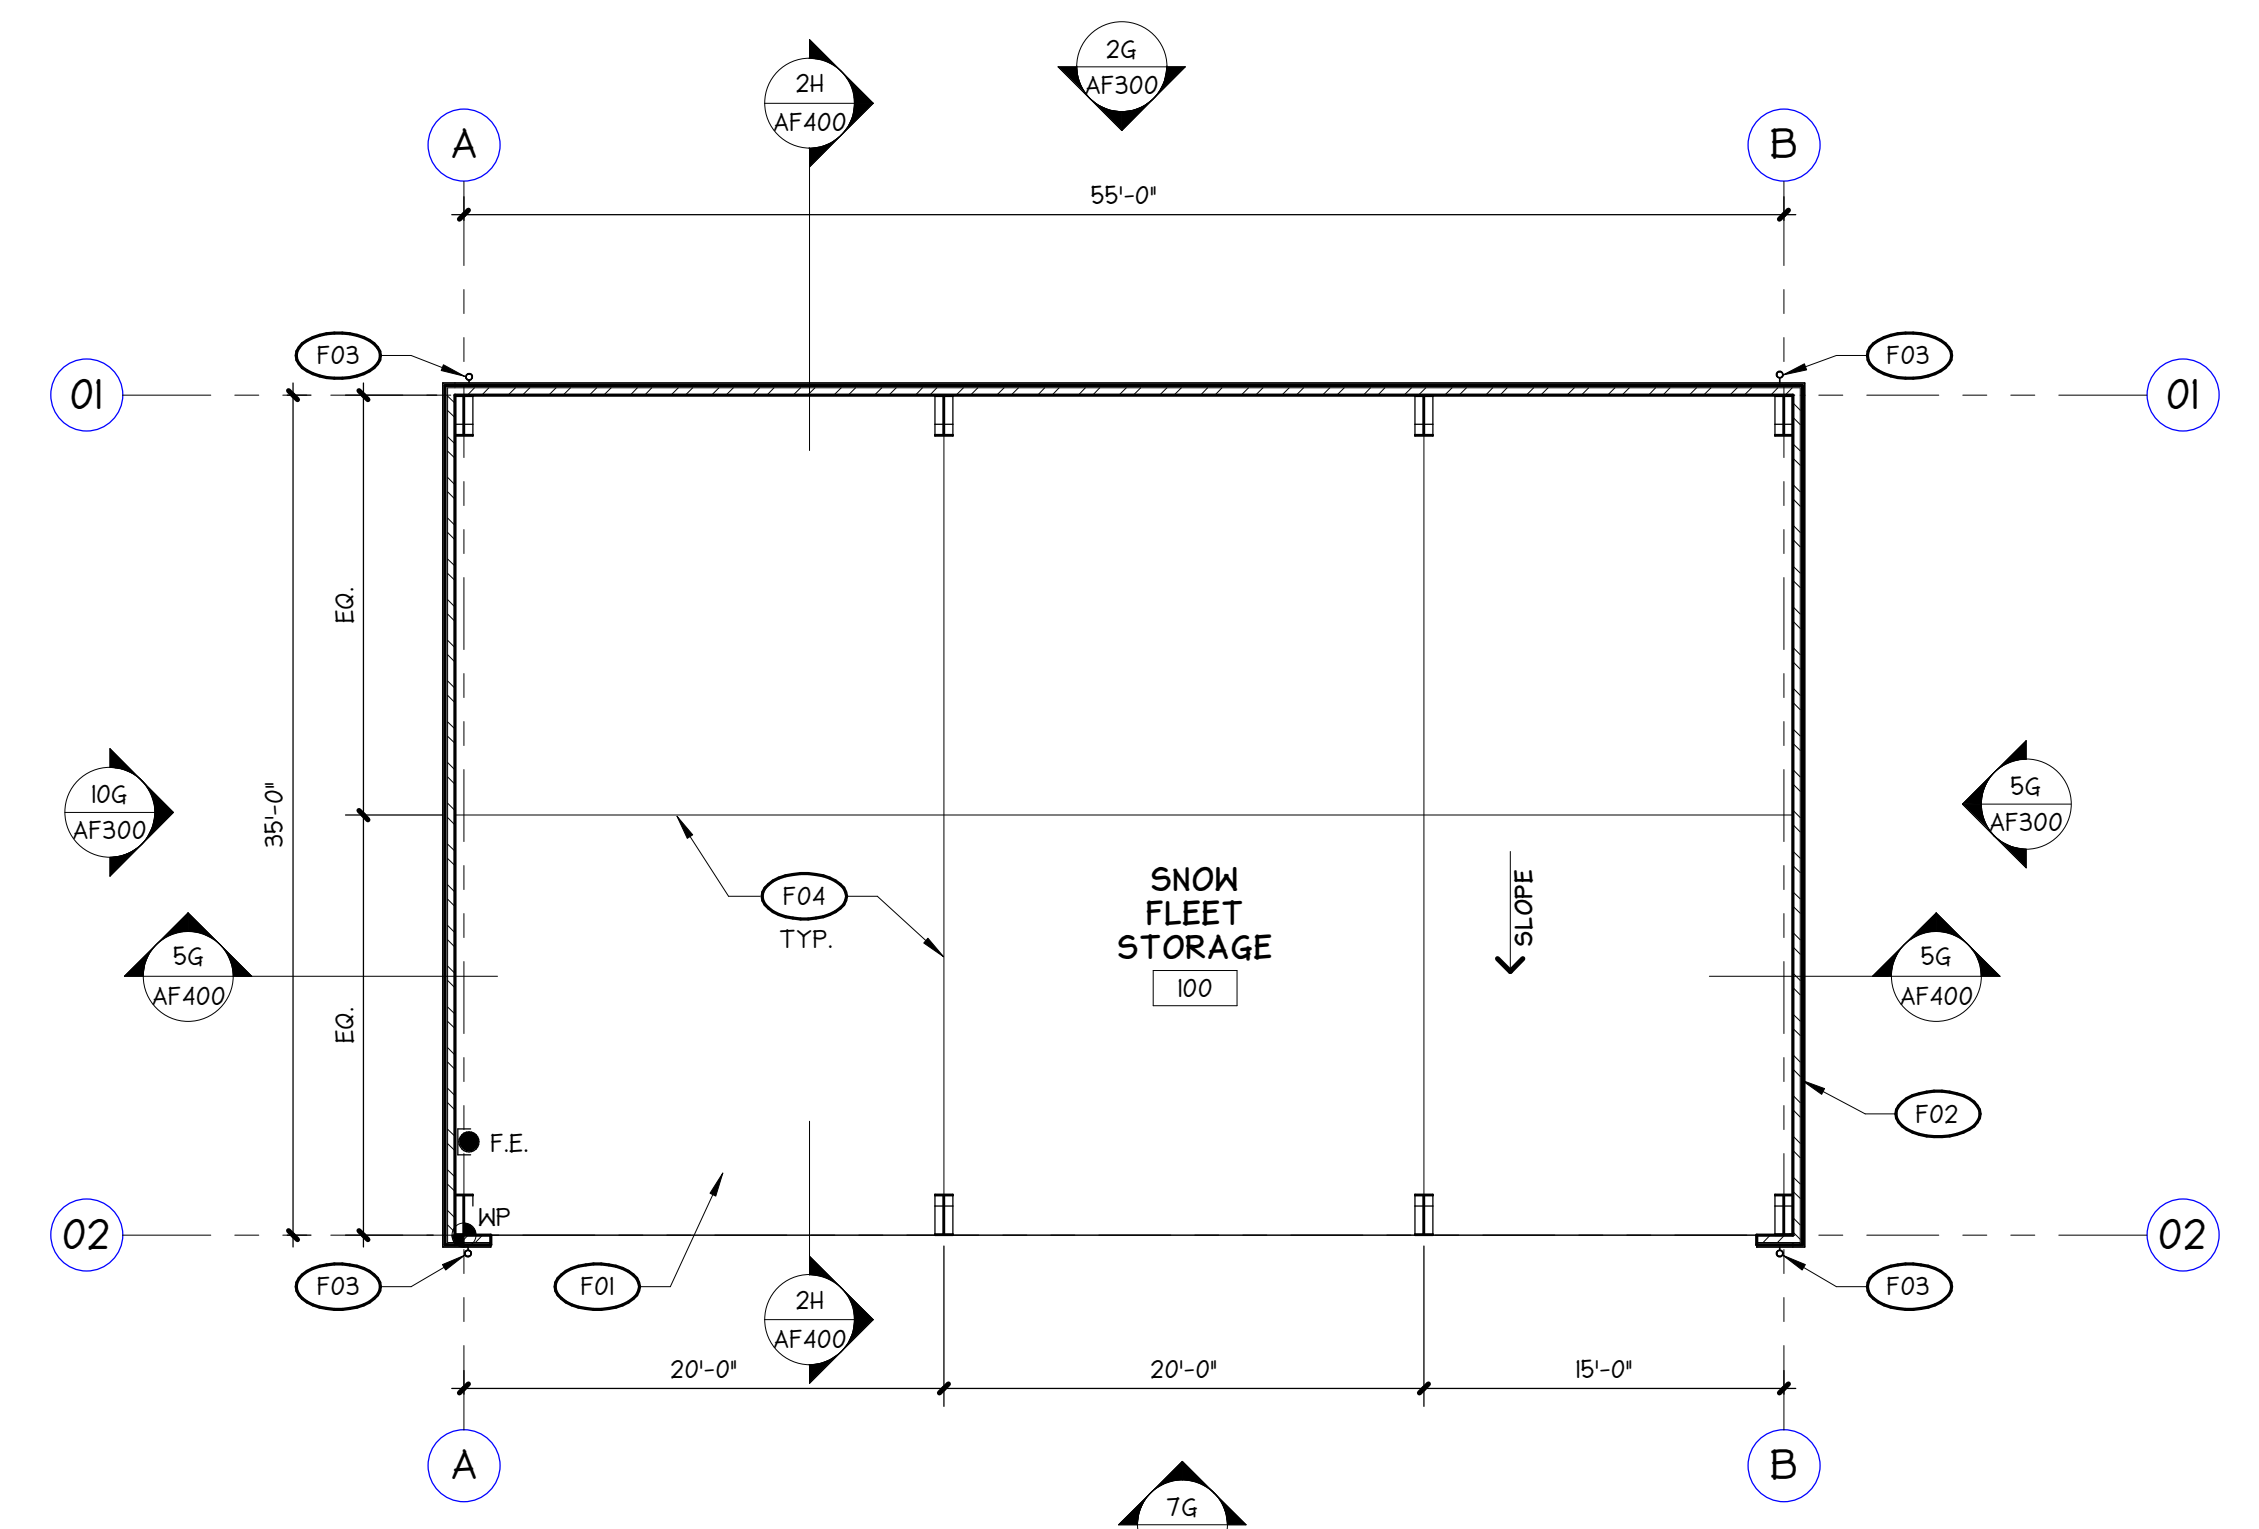 2G
AF300
2H
AF400
A
B
55'-0"
F03
F03
01
01
EQ.
35'-0"
10G
AF300
5G
AF300
F04
TYP.
SNOW
FLEET
STORAGE
100
SLOPE
5G
AF400
5G
AF400
EQ.
F02
F.E.
WP
02
02
F03
F01
2H
AF400
F03
20'-0"
20'-0"
15'-0"
A
B
7G